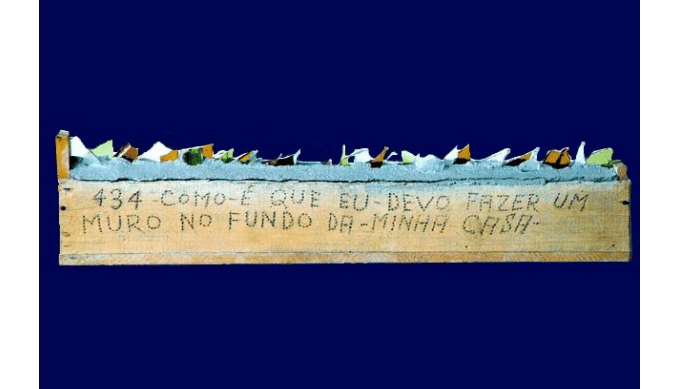 434-COMO-É QUE EU-DEVO FAZER UM
MURO NO FUNDO DA-MINHA CASA-